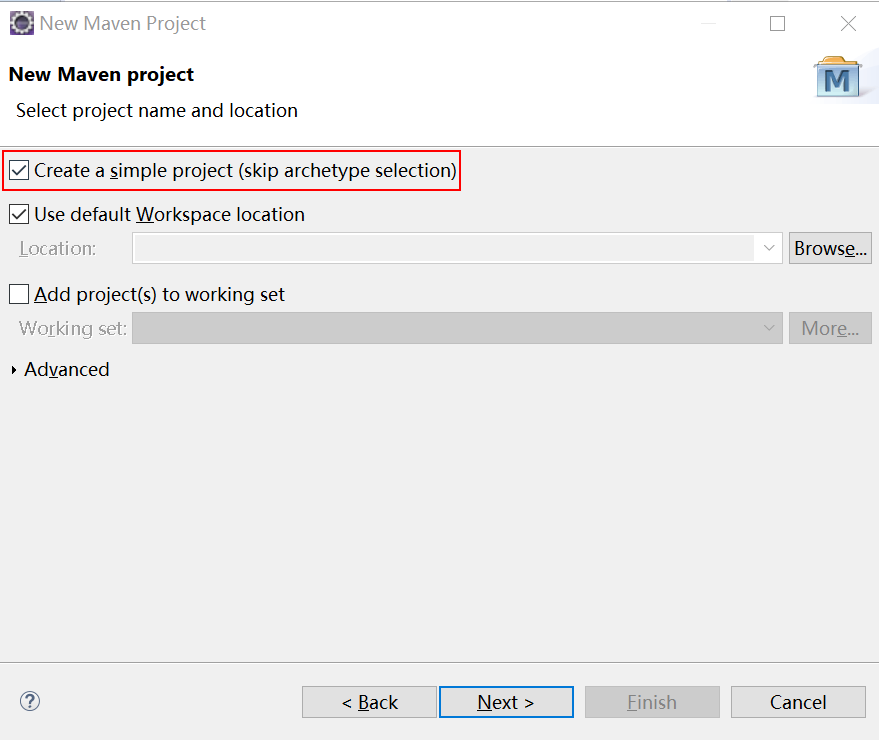 New Maven Project
New Maven project
Select project name and location
M
Create a simple project (skip archetype selection)
Use default Workspace location
Location:
Browse...
Add project(s) to working set
Working set:
More...
Advanced
?
< Back
Next >
Finish
Cancel